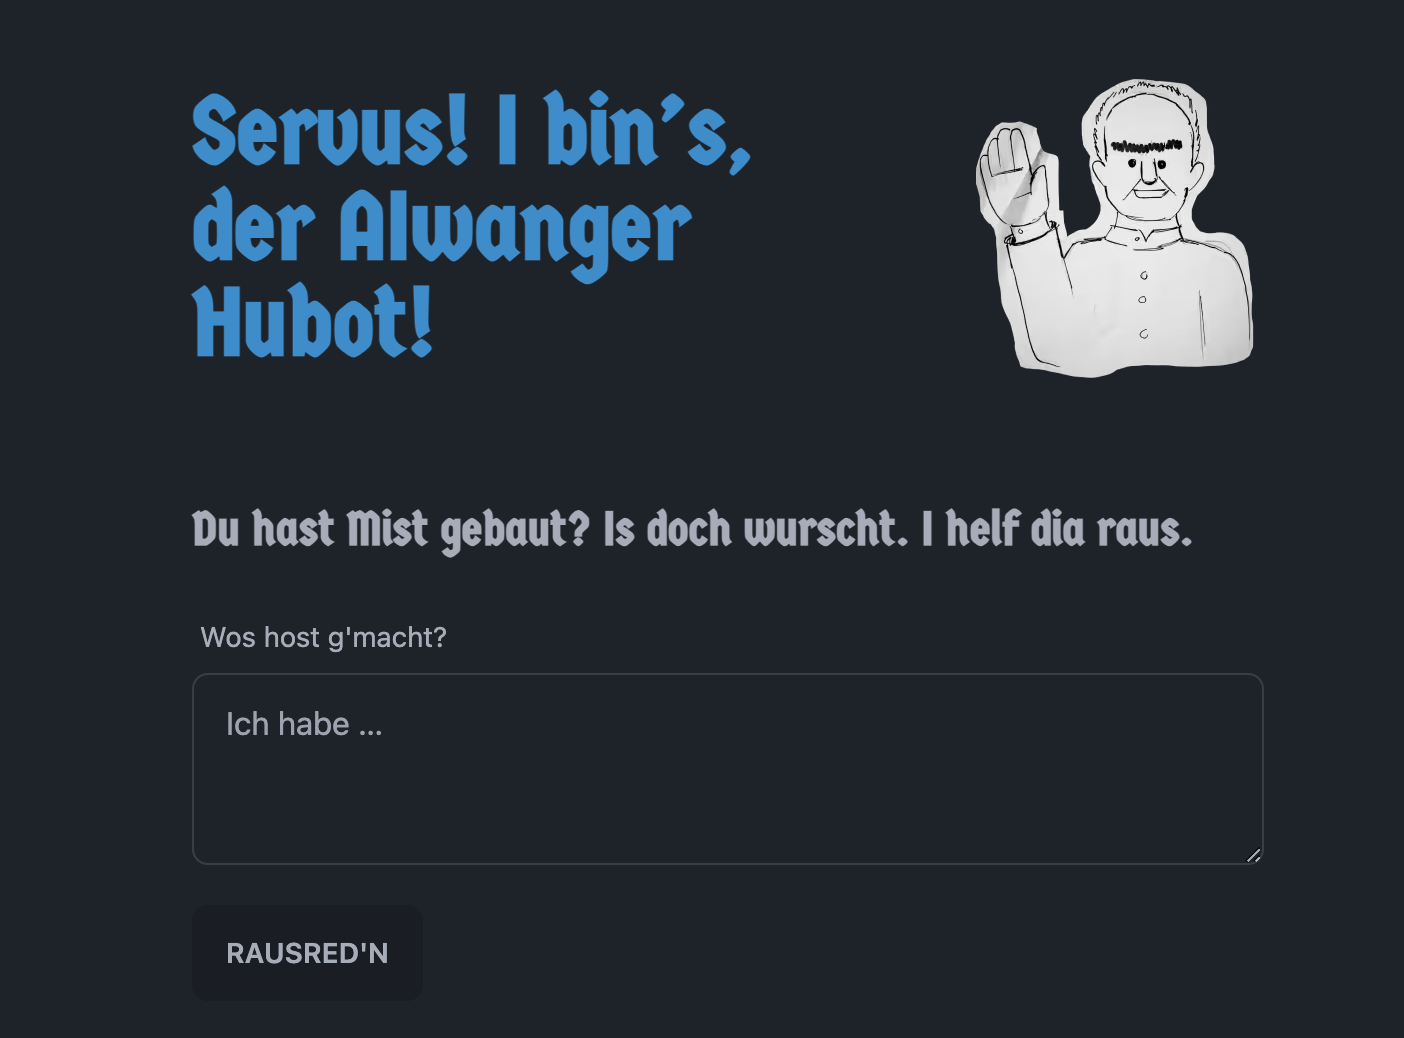 Servus! I bin’s,
der Alwanger
Hubot!
Du hast Mist gebaut? Is doch wurscht. I helf dia raus.
Wos host g'macht?
Ich habe ...
RAUSRED'N